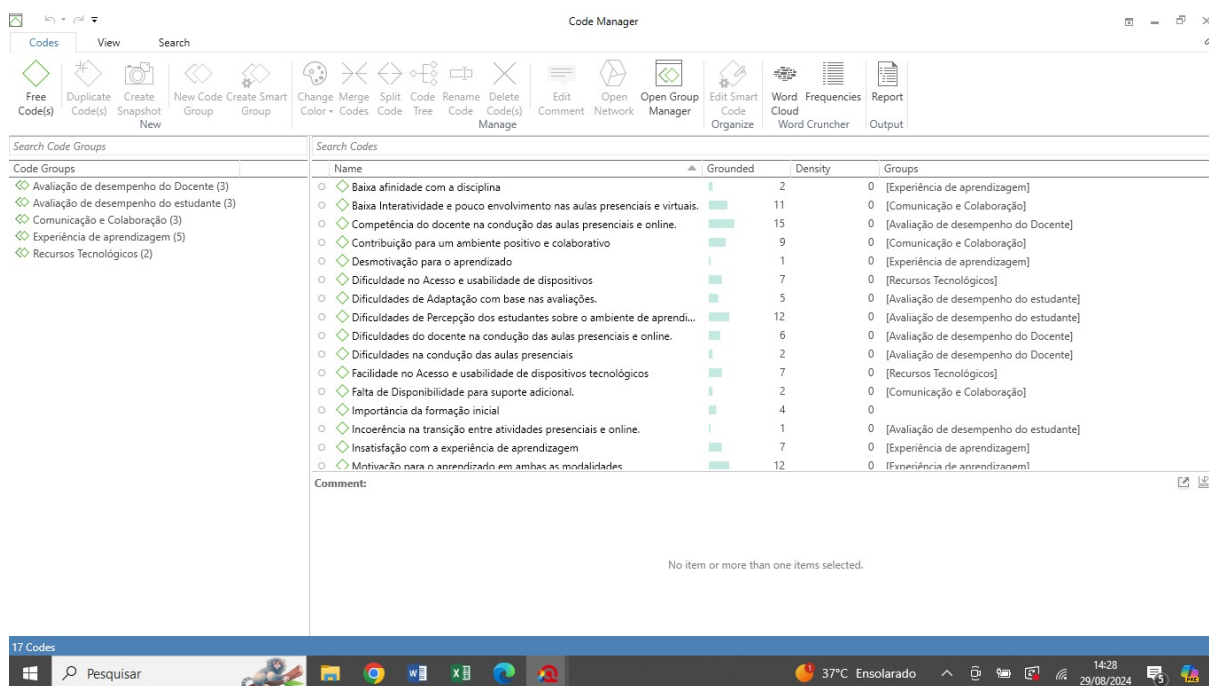 Code Manager
Codes View Search
Free Code(s)
Duplicate Code(s)
Create Snapshot
New Code Group
Create Smart Group
New
Change Color
Merge Codes
Split Code
Code Tree
Rename Code
Delete Code(s)
Manage
Edit Comment
Open Network
Open Group Manager
Edit Smart Code
Organize
Word Cloud
Frequencies
Word Cruncher
Report
Output
Search Code Groups
Code Groups
Avaliação de desempenho do Docente (3)
Avaliação de desempenho do estudante (3)
Comunicação e Colaboração (3)
Experiência de aprendizagem (5)
Recursos Tecnológicos (2)
Search Codes
Name Grounded Density Groups
Baixa afinidade com a disciplina 2 0 [Experiência de aprendizagem]
Baixa Interatividade e pouco envolvimento nas aulas presenciais e virtuais. 11 0 [Comunicação e Colaboração]
Competência do docente na condução das aulas presenciais e online. 15 0 [Avaliação de desempenho do Docente]
Contribuição para um ambiente positivo e colaborativo 9 0 [Comunicação e Colaboração]
Desmotivação para o aprendizado 1 0 [Experiência de aprendizagem]
Dificuldade no Acesso e usabilidade de dispositivos 7 0 [Recursos Tecnológicos]
Dificuldades de Adaptação com base nas avaliações. 5 0 [Avaliação de desempenho do estudante]
Dificuldades de Percepção dos estudantes sobre o ambiente de aprendi... 12 0 [Avaliação de desempenho do estudante]
Dificuldades do docente na condução das aulas presenciais e online. 6 0 [Avaliação de desempenho do Docente]
Dificuldades na condução das aulas presenciais 2 0 [Avaliação de desempenho do Docente]
Facilidade no Acesso e usabilidade de dispositivos tecnológicos 7 0 [Recursos Tecnológicos]
Falta de Disponibilidade para suporte adicional. 2 0 [Comunicação e Colaboração]
Importância da formação inicial 4 0
Incoerência na transição entre atividades presenciais e online. 1 0 [Avaliação de desempenho do estudante]
Insatisfação com a experiência de aprendizagem 7 0 [Experiência de aprendizagem]
Motivação para o aprendizado em ambas as modalidades 12 0 [Experiência de aprendizagem]
Comment:
No item or more than one items selected.
17 Codes
Pesquisar
37°C Ensolarado
14:28
29/08/2024
5